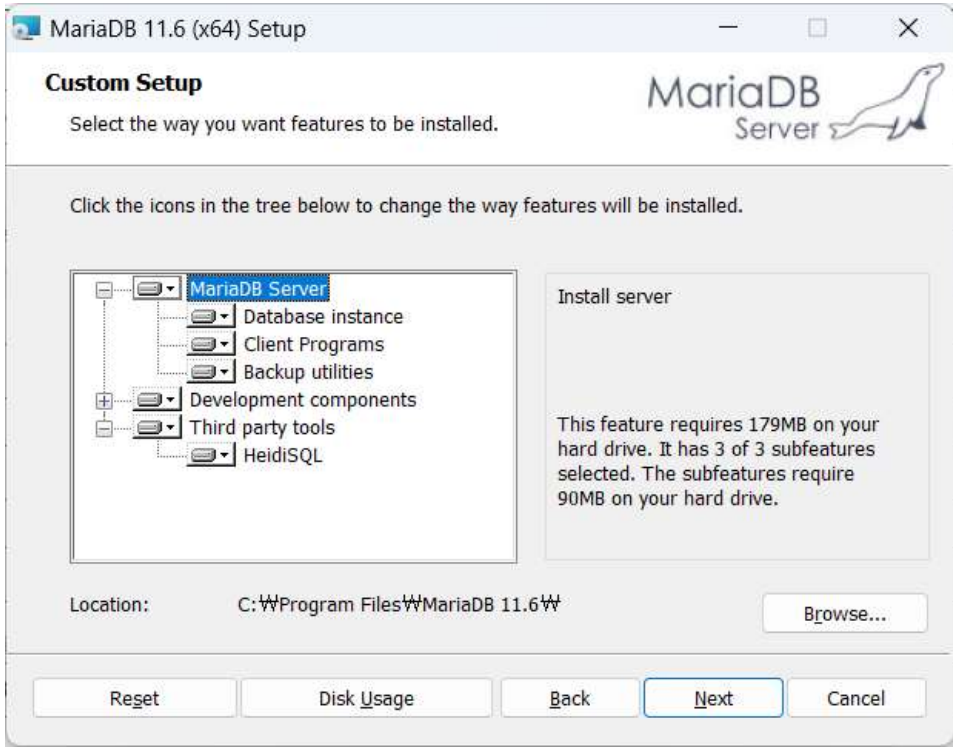 MariaDB 11.6 (x64) Setup
Custom Setup
Select the way you want features to be installed.
MariaDB
Server
Click the icons in the tree below to change the way features will be installed.
MariaDB Server
Database instance
Client Programs
Backup utilities
Development components
Third party tools
HeidiSQL
Install server
This feature requires 179MB on your
hard drive. It has 3 of 3 subfeatures
selected. The subfeatures require
90MB on your hard drive.
Location: C:₩Program Files₩MariaDB 11.6₩
Browse...
Reset Disk Usage Back Next Cancel